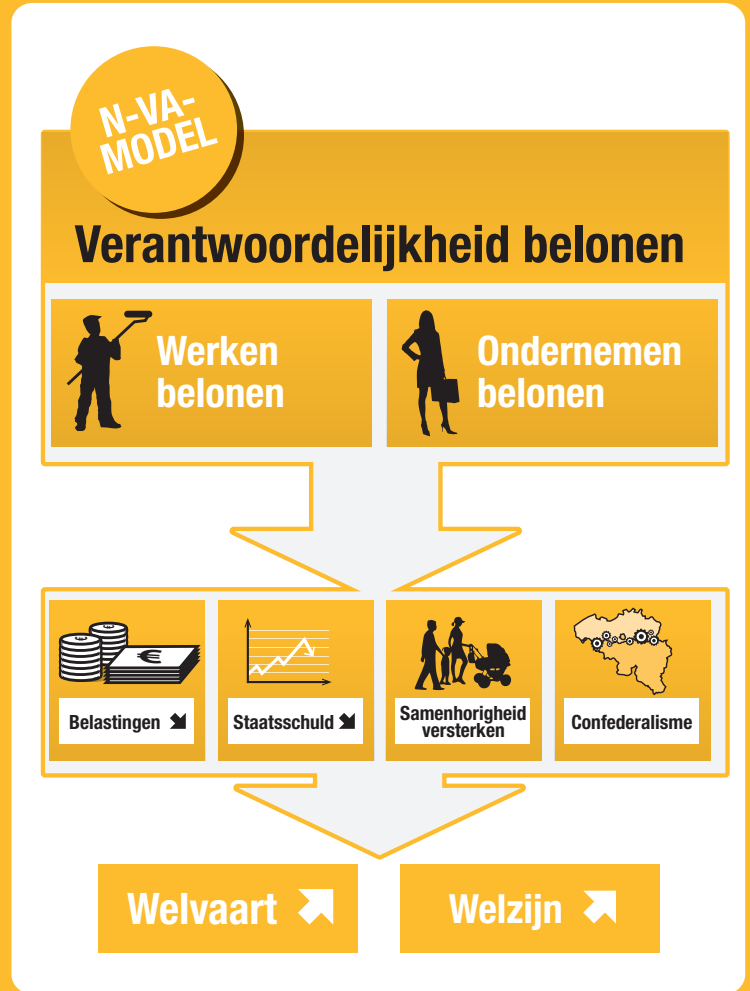 N-VA-
MODEL
Verantwoordelijkheid belonen
Werken
belonen
Ondernemen
belonen
€
Belastingen
Staatsschuld
Samenhorigheid
versterken
Confederalisme
Welvaart
Welzijn